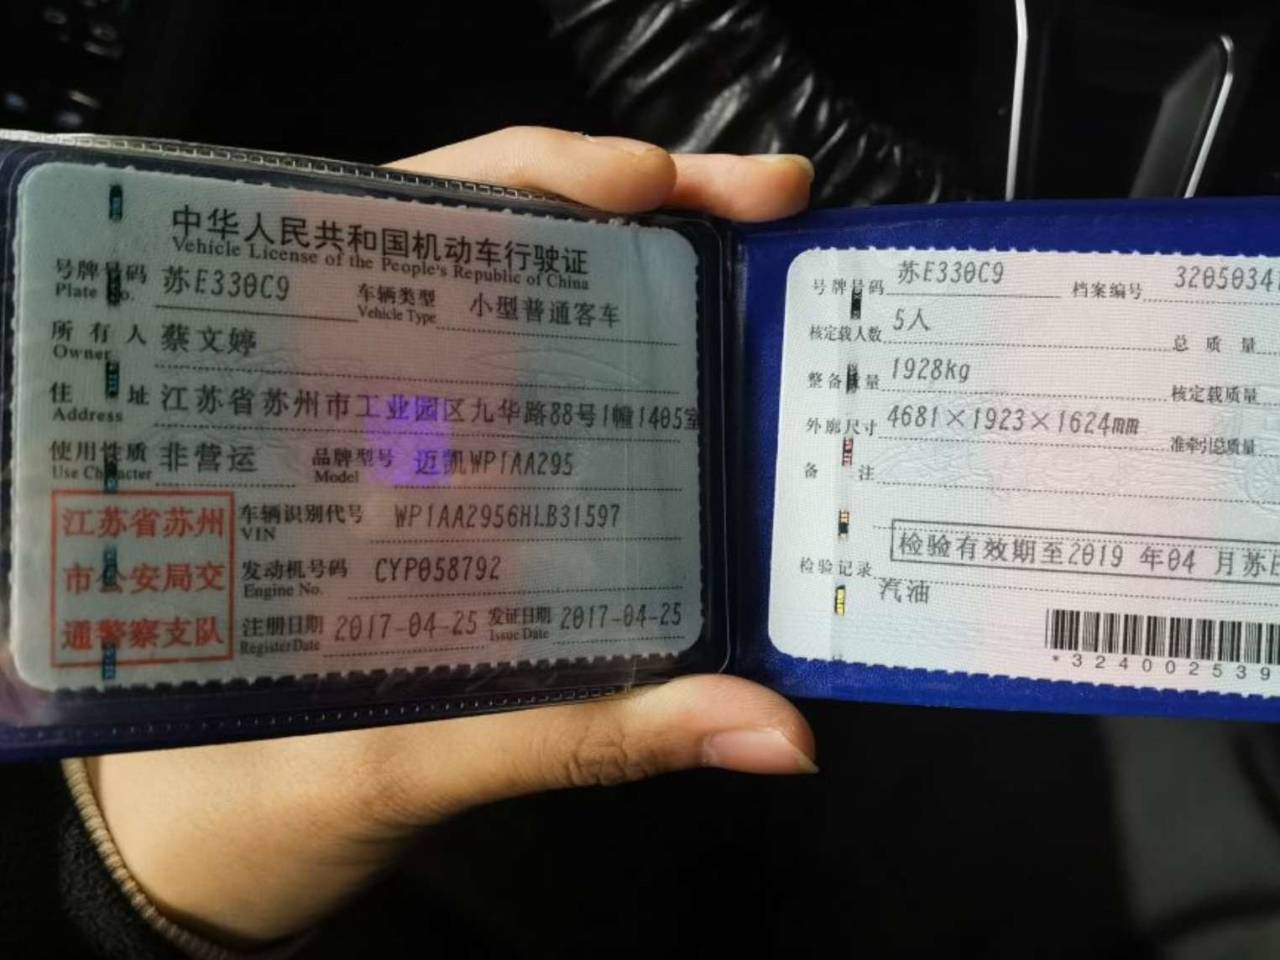 中华人民共和国机动车行驶证
Vehicle License of the People's Republic of China
号牌号码 苏E330C9 车辆类型 小型普通客车
Plate No. Vehicle Type
所有人 蔡文婷
Owner
住址 江苏省苏州市工业园区九华路88号1幢1405室
Address
使用性质 非营运 品牌型号 迈凯WP1AA295
Use Character Model
江苏省苏州
市公安局交
通警察支队
车辆识别代号 WP1AA2956HLB31597
VIN
发动机号码 CYP058792
Engine No.
注册日期 2017-04-25 发证日期 2017-04-25
Register Date Issue Date
号牌号码 苏E330C9 档案编号 3205034
核定载人数 5人 总质量
整备质量 1928kg 核定载质量
外廓尺寸 4681×1923×1624mm 准牵引总质量
备注
检验有效期至2019年04月苏E
检验记录
汽油
*324002539